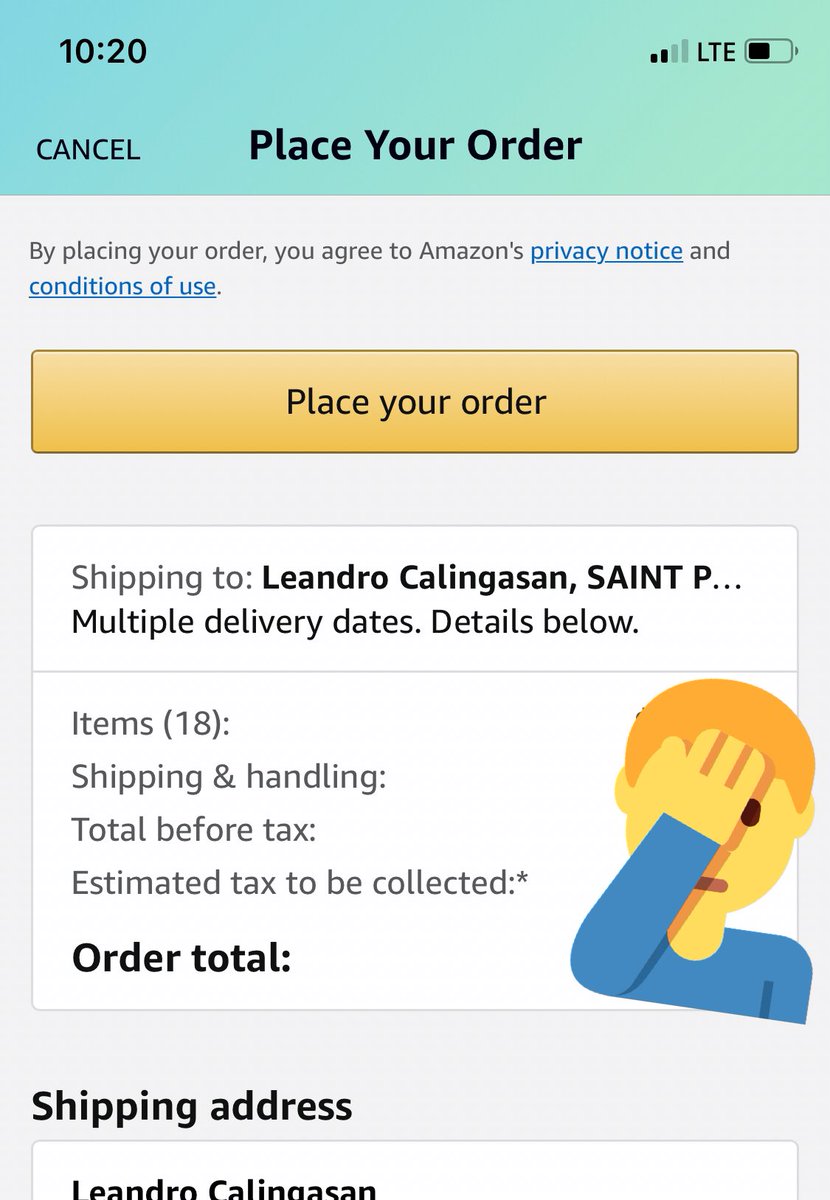 10:20
LTE
CANCEL
Place Your Order
By placing your order, you agree to Amazon's privacy notice and
conditions of use.
Place your order
Shipping to: Leandro Calingasan, SAINT P...
Multiple delivery dates. Details below.
Items (18):
Shipping & handling:
Total before tax:
Estimated tax to be collected:*
Order total:
Shipping address
Leandro Calingasan